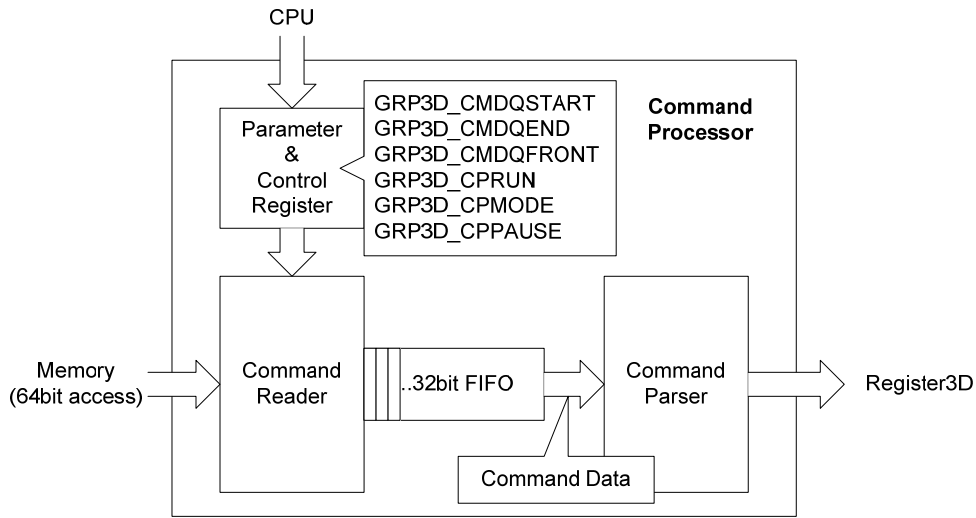 CPU
Command
Processor
Parameter
&
Control
Register
GRP3D_CMDQSTART
GRP3D_CMDQEND
GRP3D_CMDQFRONT
GRP3D_CPRUN
GRP3D_CPMODE
GRP3D_CPPAUSE
Memory
(64bit access)
Command
Reader
..32bit FIFO
Command
Parser
Register3D
Command Data